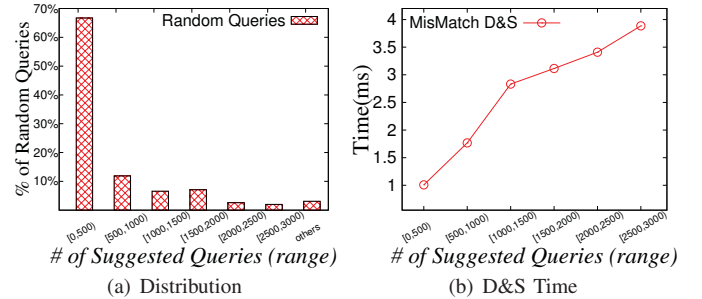 70%
60%
50%
40%
30%
20%
10%
% of Random Queries
Random Queries
[0,500)
[500,1000)
[1000,1500)
[1500,2000)
[2000,2500)
[2500,3000)
others
# of Suggested Queries (range)
(a) Distribution
4
3.5
3
2.5
2
1.5
1
Time(ms)
MisMatch D&S
[0,500)
[500,1000)
[1000,1500)
[1500,2000)
[2000,2500)
[2500,3000)
# of Suggested Queries (range)
(b) D&S Time